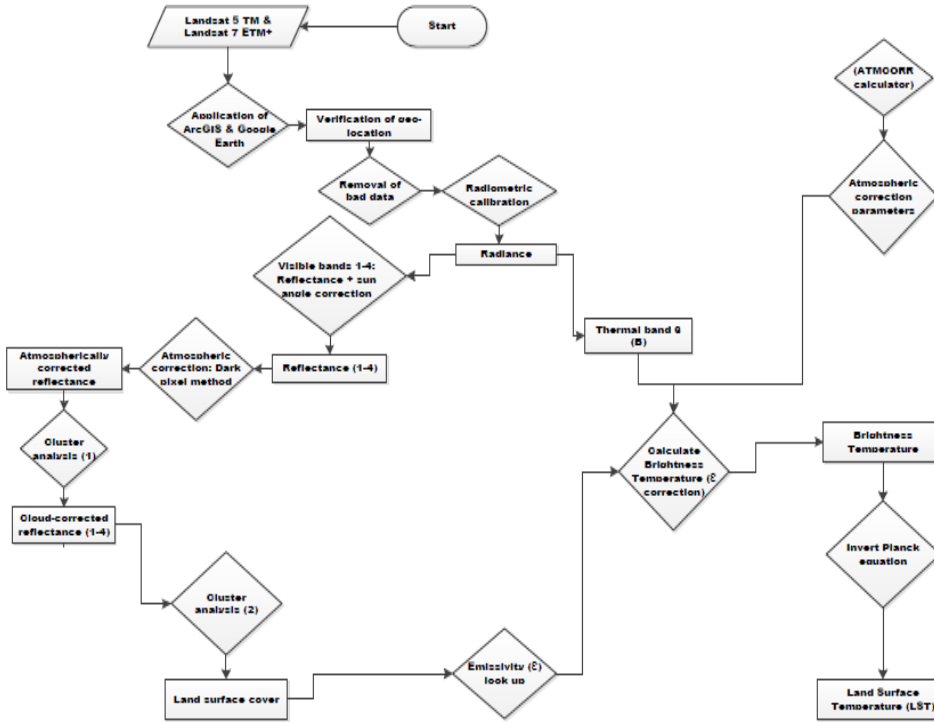 Landsat 5 TM &
Landsat 7 ETM+
Start
(ATMCORR
calculator)
Application of
ArcGIS & Google
Earth
Verification of geo-
location
Removal of
bad data
Radiometric
calibration
Atmospheric
correction
parameters
Radiance
Visible bands 1-4:
Reflectance + sun
angle correction
Thermal band 6
(B)
Reflectance (1-4)
Atmospheric
correction: Dark
pixel method
Atmospherically
corrected
reflectance
Cluster
analysis (1)
Calculate
Brightness
Temperature (Ɛ
correction)
Brightness
Temperature
Cloud-corrected
reflectance (1-4)
Invert Planck
equation
Cluster
analysis (2)
Land surface cover
Emissivity (Ɛ)
look up
Land Surface
Temperature (LST)